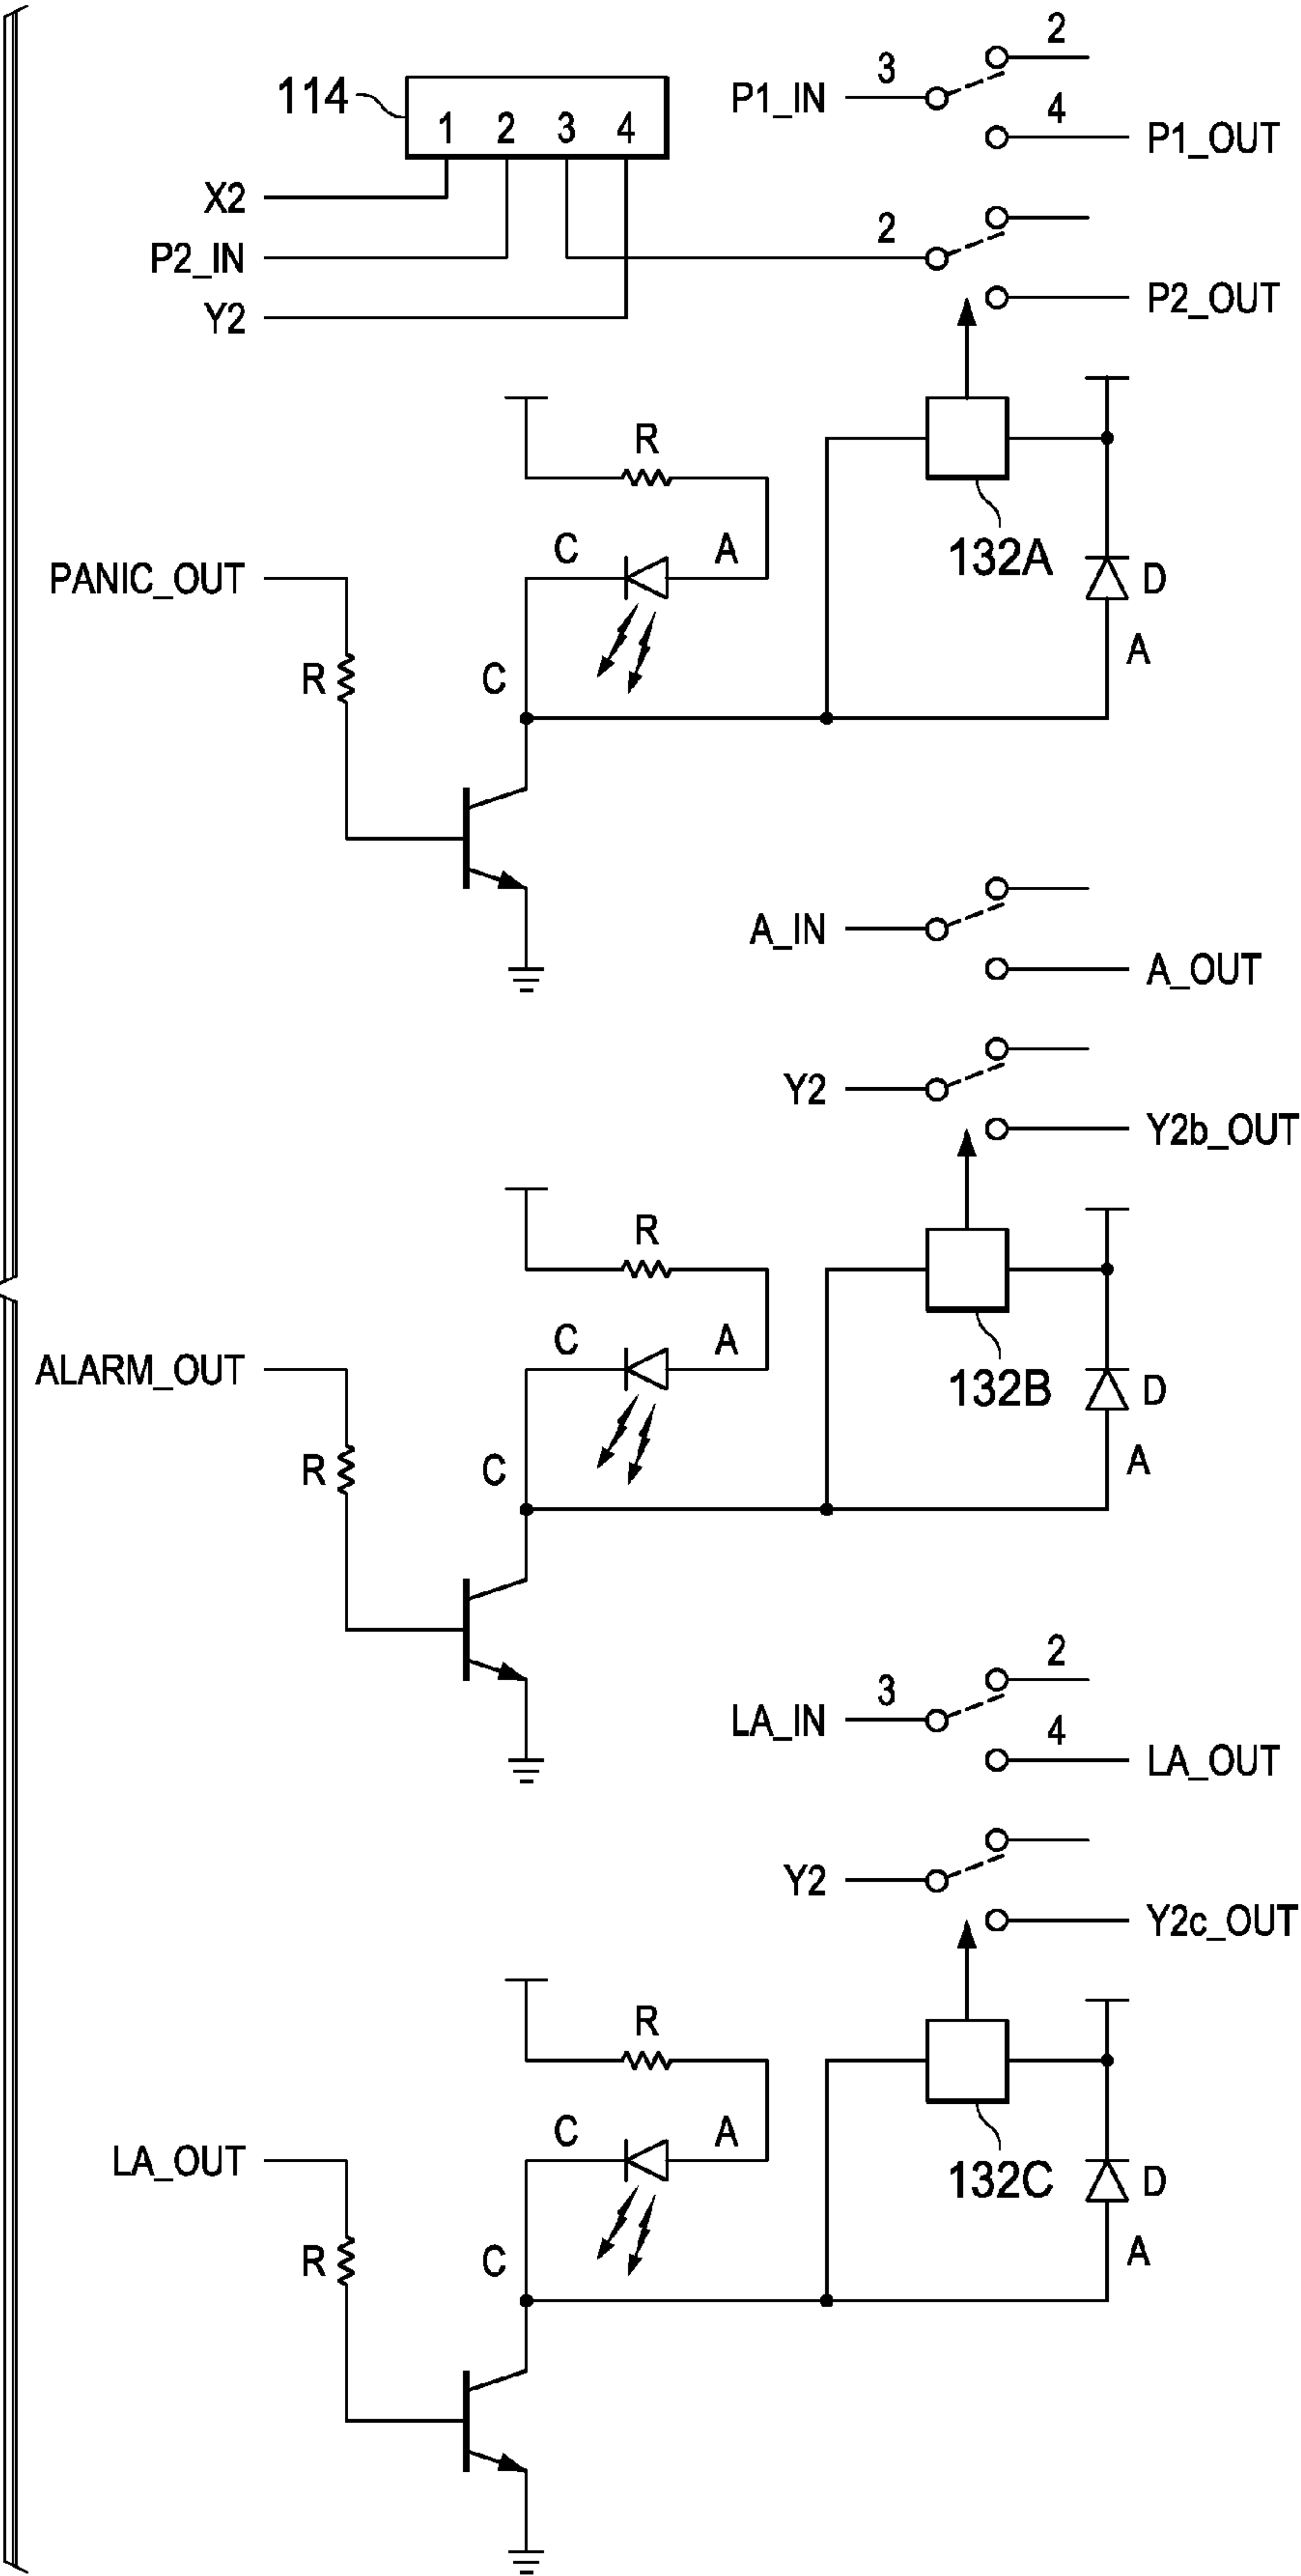 2
3
P1_IN
4
P1_OUT
114
1 2 3 4
X2
P2_IN
Y2
2
P2_OUT
R
132A
C A
PANIC_OUT
D
A
R
C
A_IN
A_OUT
Y2
Y2b_OUT
R
132B
C A
ALARM_OUT
D
A
R
C
2
3
LA_IN
4
LA_OUT
Y2
Y2c_OUT
R
132C
C A
LA_OUT
D
A
R
C